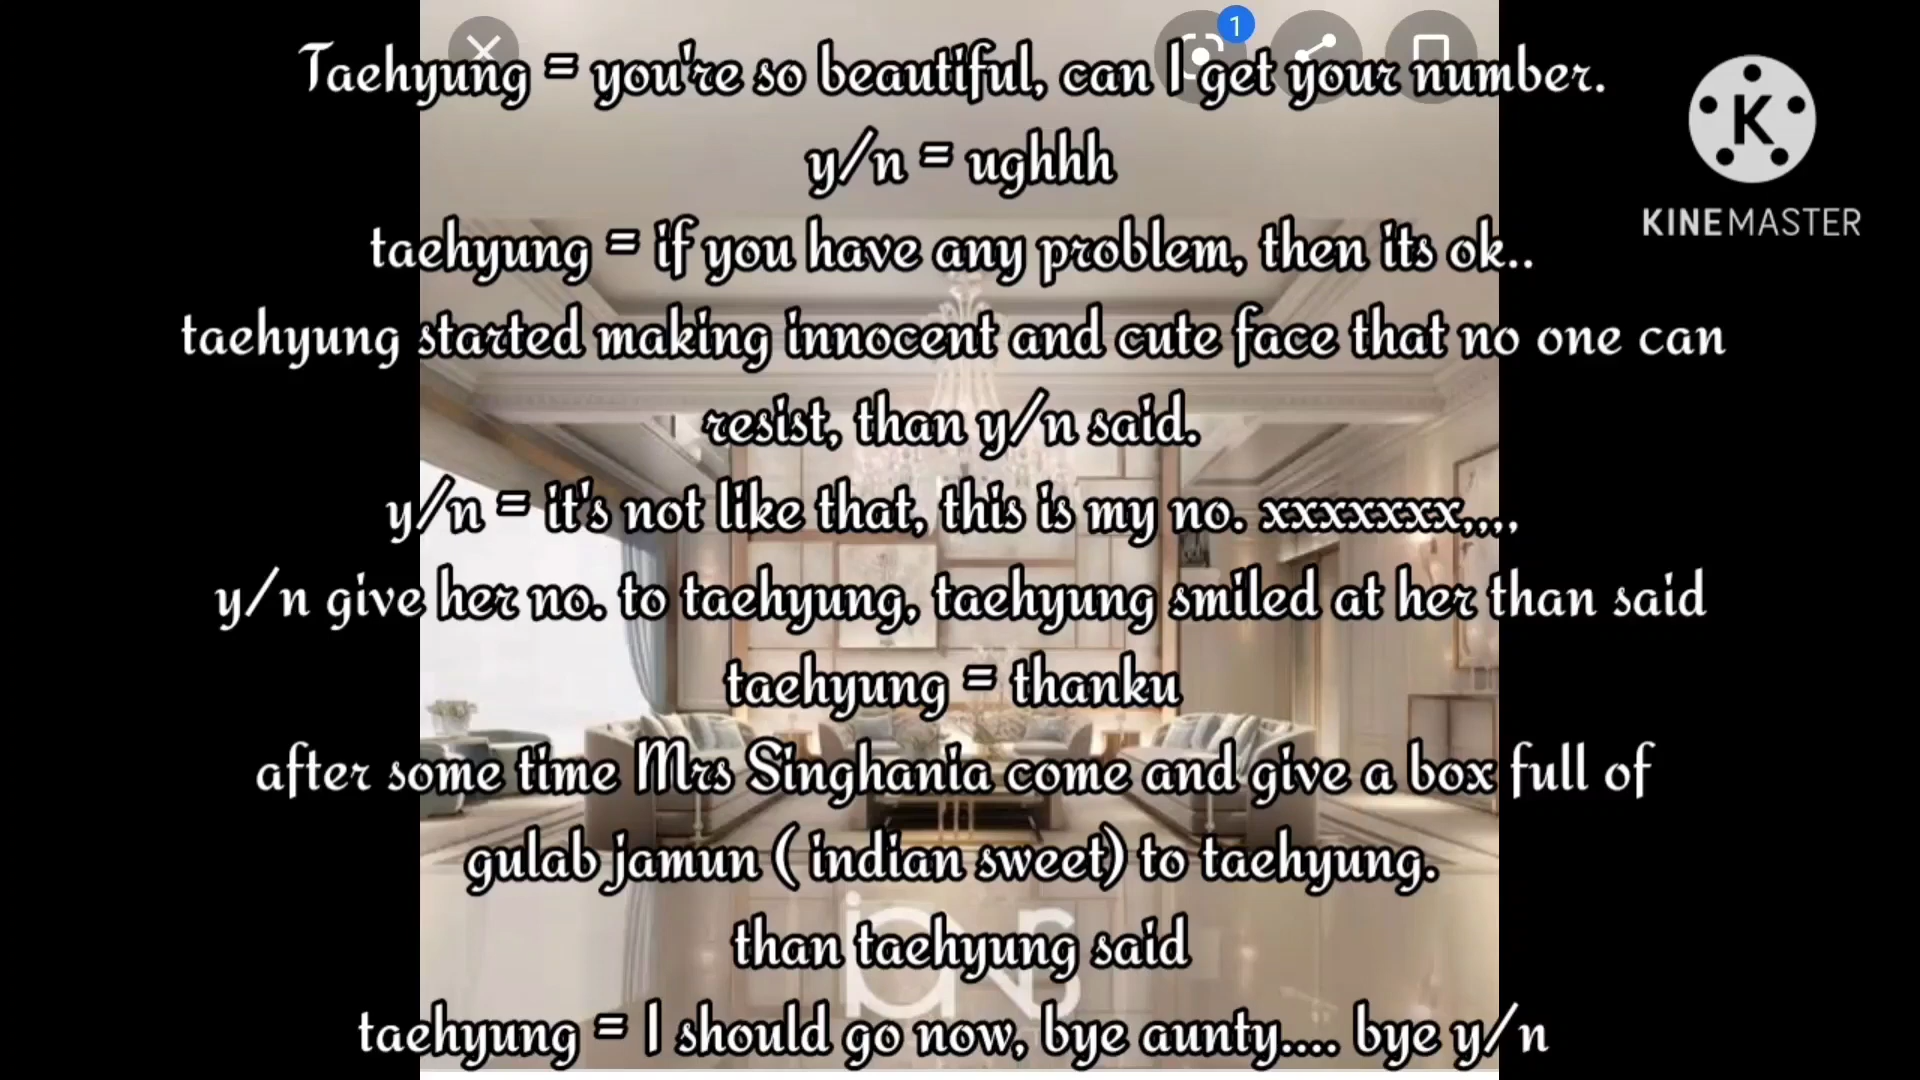 1
Taehyung = you're so beautiful, can I get your number.
y/n = ughhh
taehyung = if you have any problem, then its ok..
taehyung started making innocent and cute face that no one can
resist, than y/n said.
y/n = it's not like that, this is my no. xxxxxxxx,,,,
y/n give her no. to taehyung, taehyung smiled at her than said
taehyung = thanku
after some time Mrs Singhania come and give a box full of
gulab jamun ( indian sweet) to taehyung.
than taehyung said
taehyung = I should go now, bye aunty.... bye y/n
K
KINEMASTER